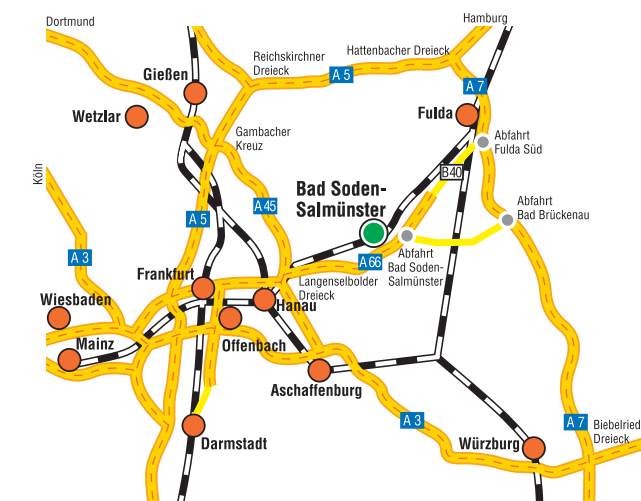 Dortmund
Hamburg
Reichskirchner
Dreieck
Hattenbacher Dreieck
A 5
A 7
Gießen
Wetzlar
Fulda
Gambacher
Kreuz
Abfahrt
Fulda Süd
Köln
B40
Bad Soden-
Salmünster
A 5
A45
Abfahrt
Bad Brückenau
A 3
A66
Abfahrt
Bad Soden-
Salmünster
Frankfurt
Langenselbolder
Dreieck
Wiesbaden
Hanau
Mainz
Offenbach
Aschaffenburg
A 3
A 7
Biebelried
Dreieck
Darmstadt
Würzburg